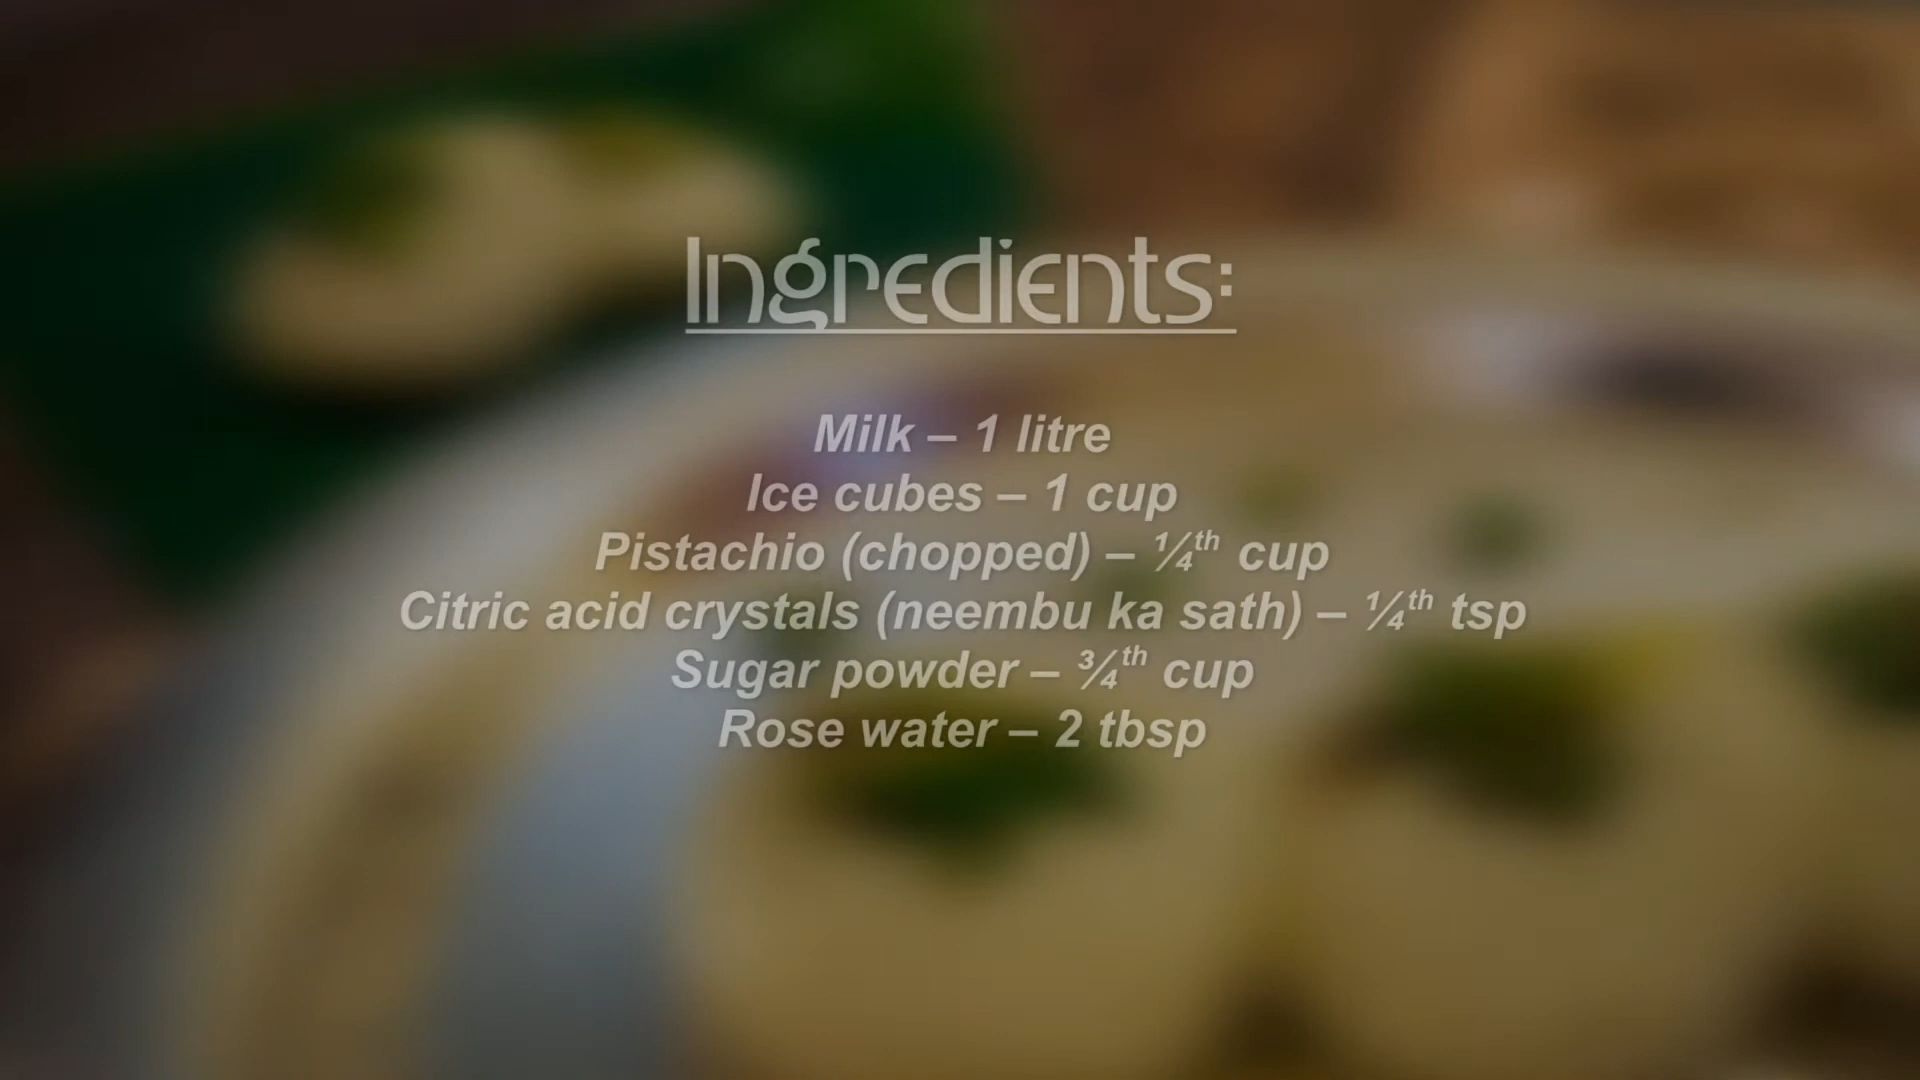 Ingredients:
Milk – 1 litre
Ice cubes – 1 cup
Pistachio (chopped) – ¼th cup
Citric acid crystals (neembu ka sath) – ¼th tsp
Sugar powder – ¾th cup
Rose water – 2 tbsp